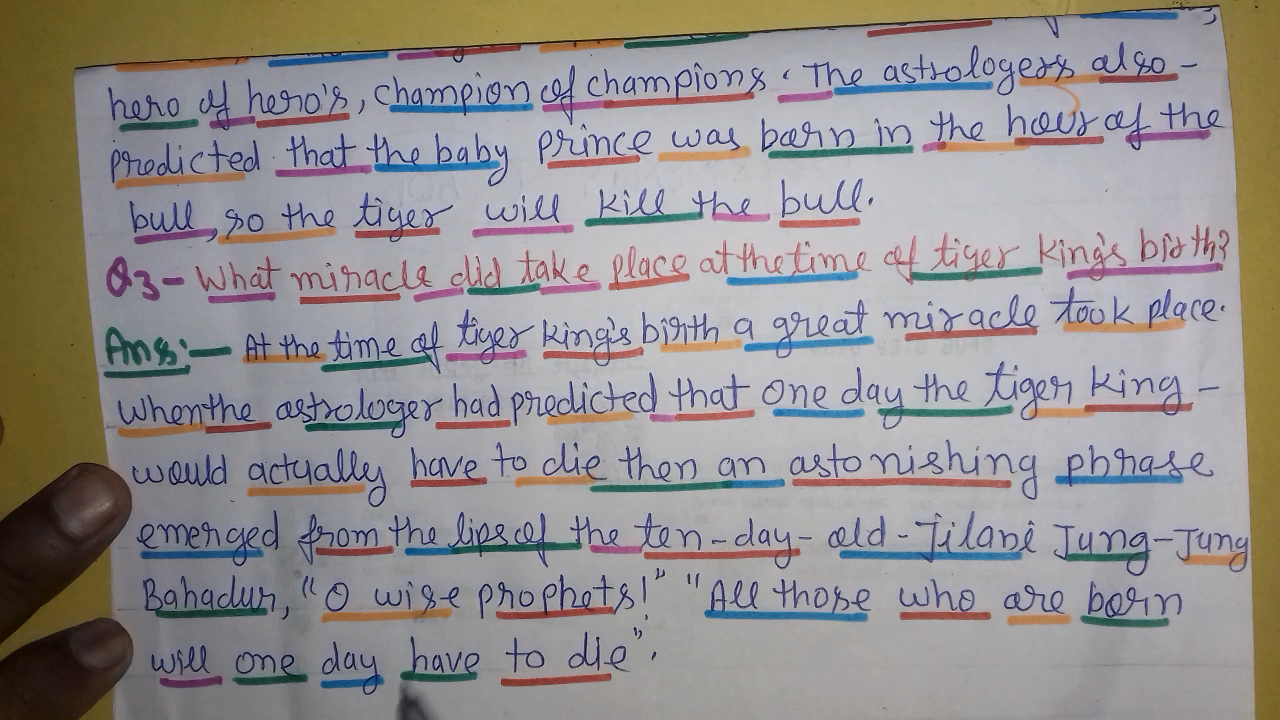 hero of hero's, champion of champions. The astrologers also -
predicted that the baby prince was born in the hour of the
bull, so the tiger will kill the bull.
Q3- What miracle did take place at the time of tiger king's birth?
Ans:- At the time of tiger king's birth a great miracle took place.
When the astrologer had predicted that one day the tiger king -
would actually have to die then an astonishing phrase
emerged from the lips of the ten-day-old-Jilani Jung-Jung
Bahadur, "O wise prophets!" "All those who are born
will one day have to die".